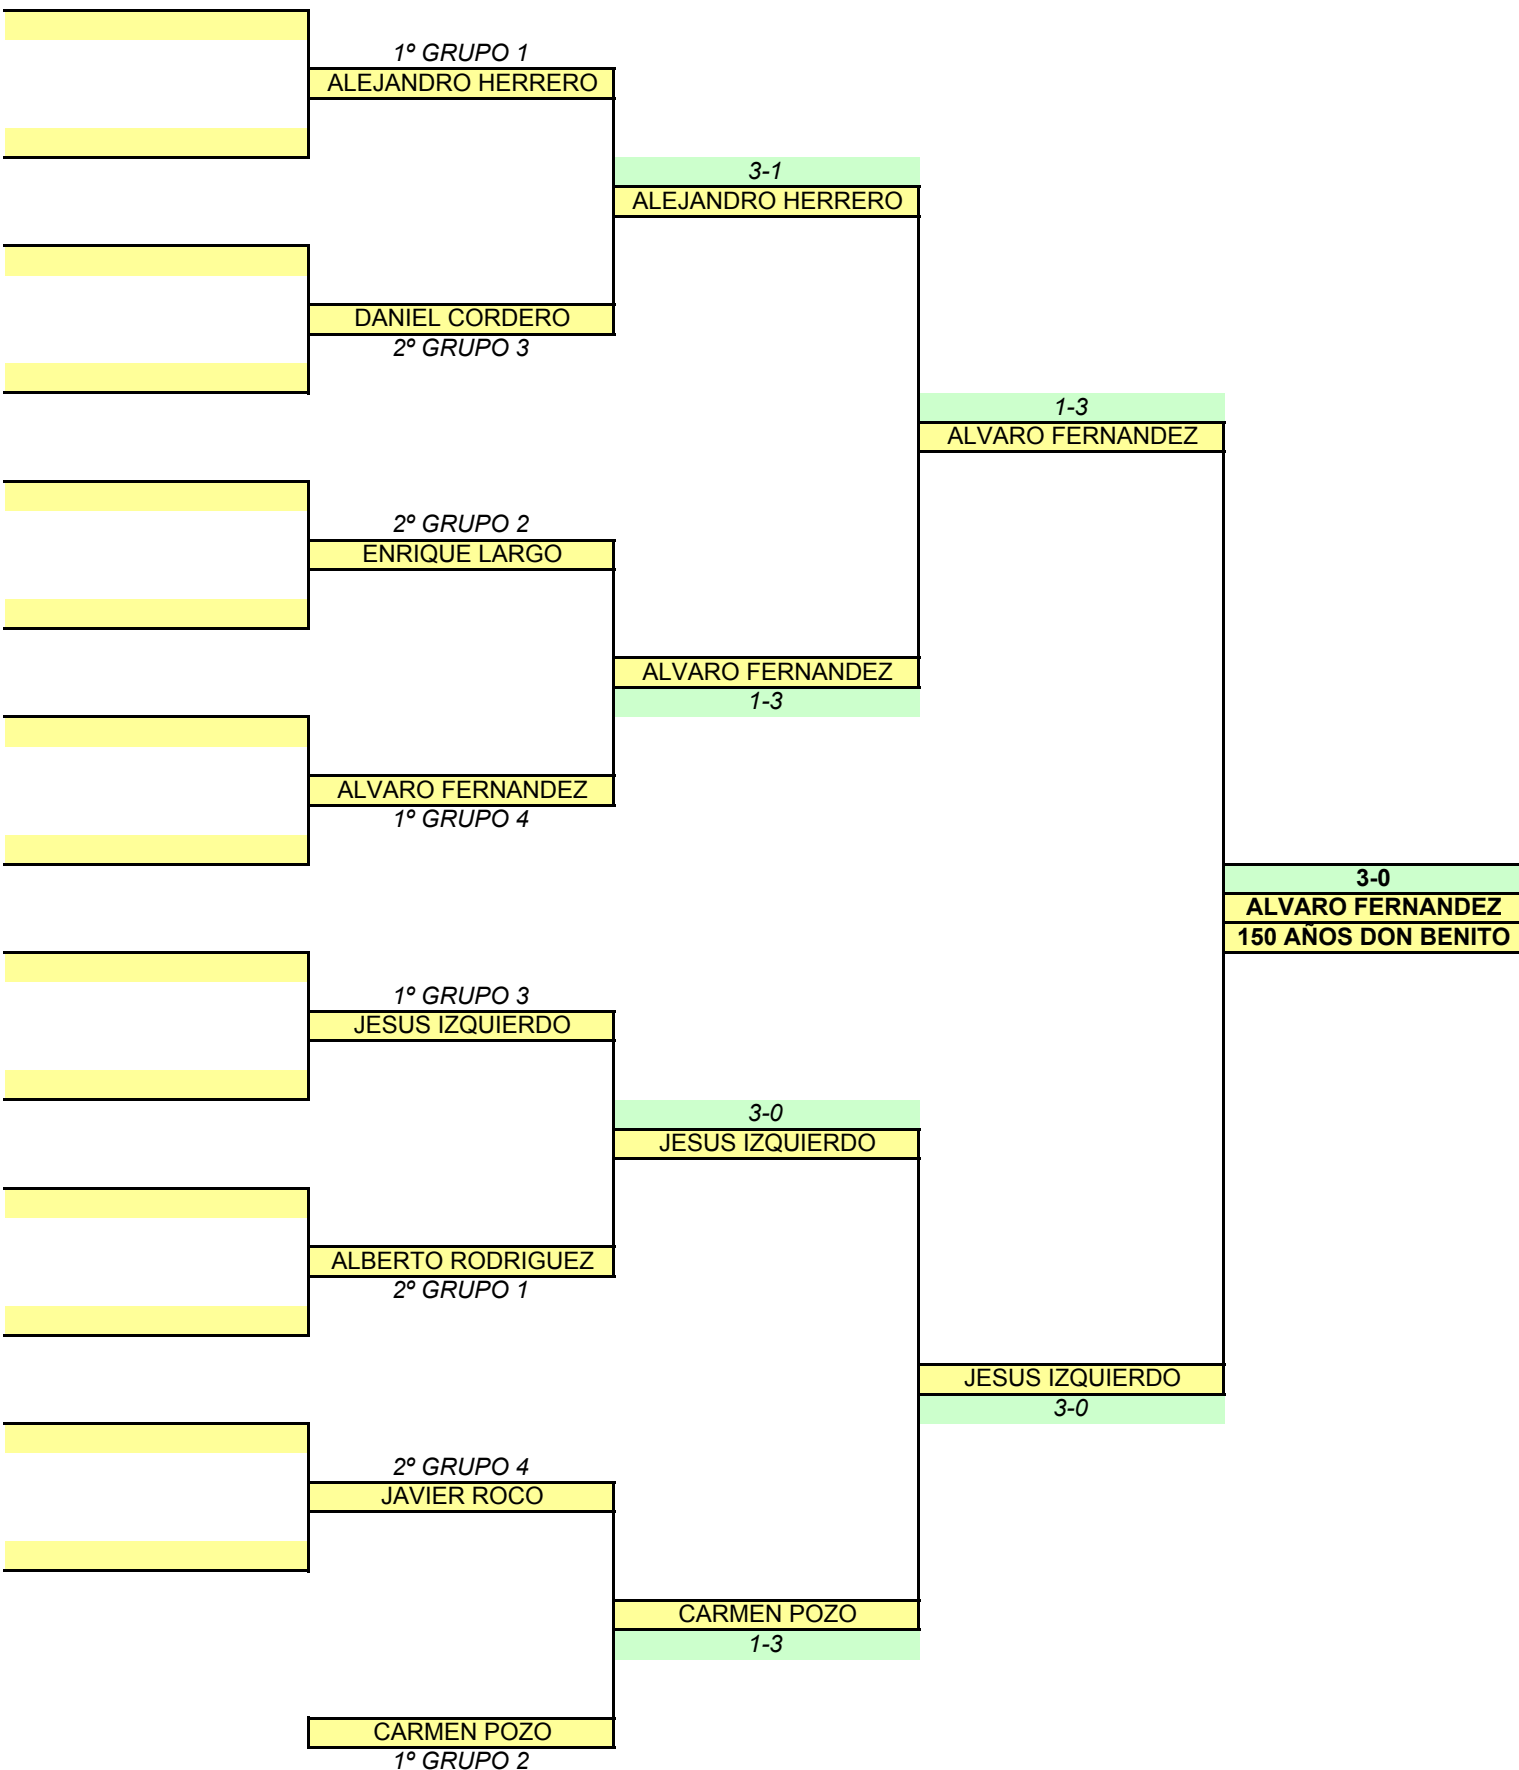 1º GRUPO 1
ALEJANDRO HERRERO
3-1
ALEJANDRO HERRERO
DANIEL CORDERO
2º GRUPO 3
1-3
ALVARO FERNANDEZ
2º GRUPO 2
ENRIQUE LARGO
ALVARO FERNANDEZ
1-3
ALVARO FERNANDEZ
1º GRUPO 4
3-0
ALVARO FERNANDEZ
150 AÑOS DON BENITO
1º GRUPO 3
JESUS IZQUIERDO
3-0
JESUS IZQUIERDO
ALBERTO RODRIGUEZ
2º GRUPO 1
JESUS IZQUIERDO
3-0
2º GRUPO 4
JAVIER ROCO
CARMEN POZO
1-3
CARMEN POZO
1º GRUPO 2